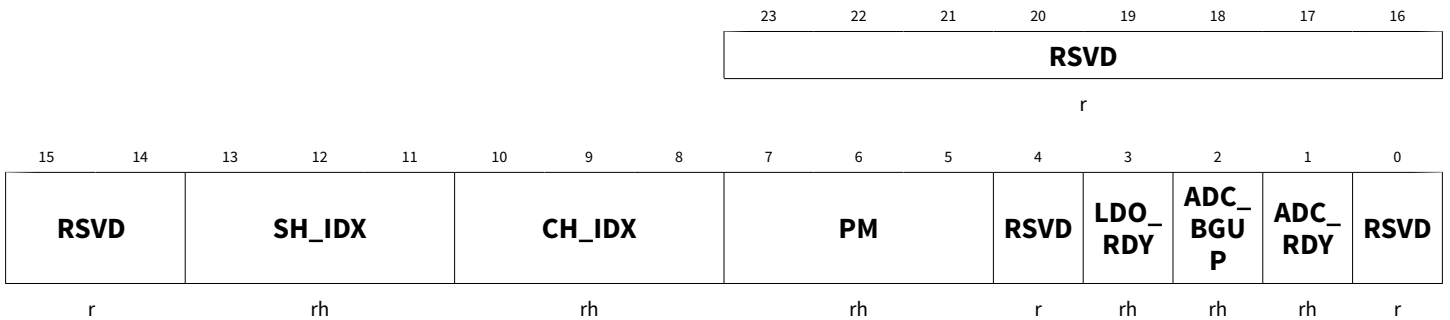 23 22 21 20 19 18 17 16
RSVD
r
15 14 13 12 11 10 9 8 7 6 5 4 3 2 1 0
RSVD SH_IDX CH_IDX PM RSVD LDO_ RDY ADC_ BGU P ADC_ RDY RSVD
r rh rh rh r rh rh rh r